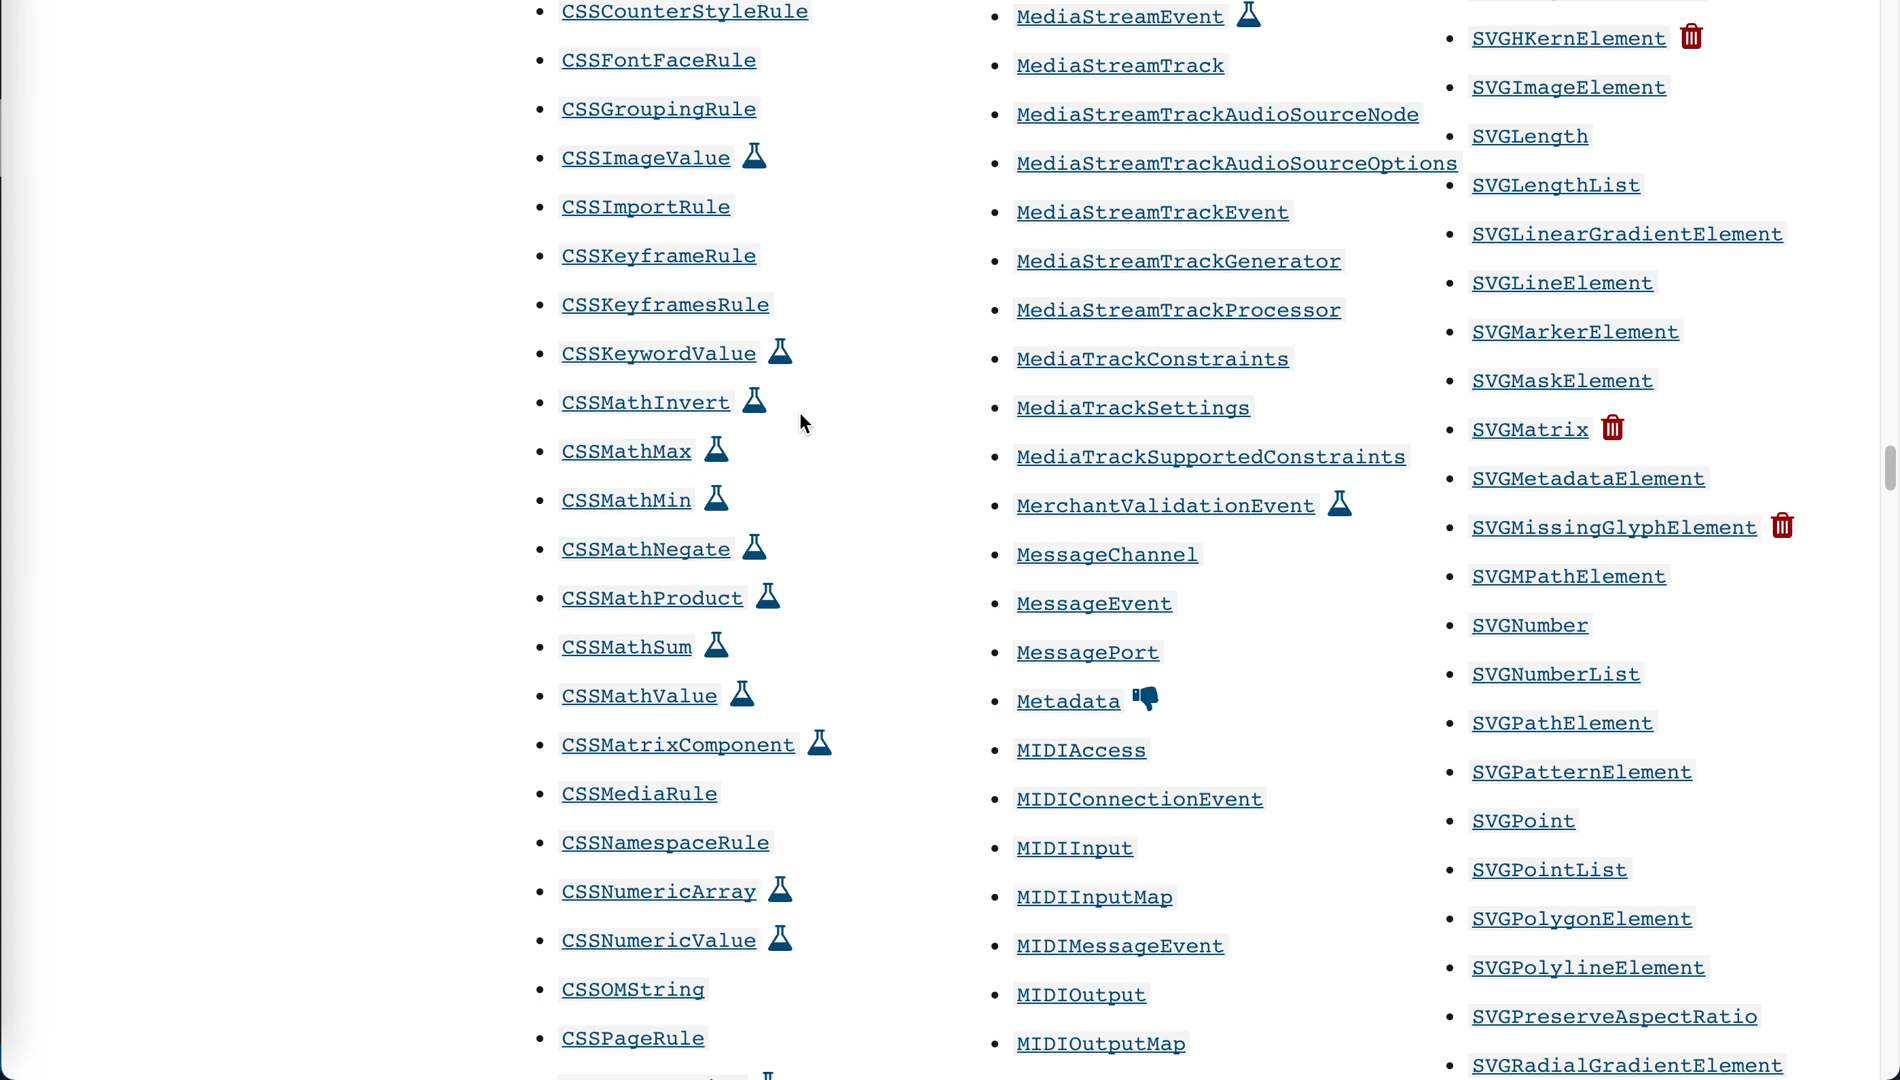 CSSCounterStyleRule
CSSFontFaceRule
CSSGroupingRule
CSSImageValue
CSSImportRule
CSSKeyframeRule
CSSKeyframesRule
CSSKeywordValue
CSSMathInvert
CSSMathMax
CSSMathMin
CSSMathNegate
CSSMathProduct
CSSMathSum
CSSMathValue
CSSMatrixComponent
CSSMediaRule
CSSNamespaceRule
CSSNumericArray
CSSNumericValue
CSSOMString
CSSPageRule
MediaStreamEvent
MediaStreamTrack
MediaStreamTrackAudioSourceNode
MediaStreamTrackAudioSourceOptions
MediaStreamTrackEvent
MediaStreamTrackGenerator
MediaStreamTrackProcessor
MediaTrackConstraints
MediaTrackSettings
MediaTrackSupportedConstraints
MerchantValidationEvent
MessageChannel
MessageEvent
MessagePort
Metadata
MIDIAccess
MIDIConnectionEvent
MIDIInput
MIDIInputMap
MIDIMessageEvent
MIDIOutput
MIDIOutputMap
SVGHKernElement
SVGImageElement
SVGLength
SVGLengthList
SVGLinearGradientElement
SVGLineElement
SVGMarkerElement
SVGMaskElement
SVGMatrix
SVGMetadataElement
SVGMissingGlyphElement
SVGMPathElement
SVGNumber
SVGNumberList
SVGPathElement
SVGPatternElement
SVGPoint
SVGPointList
SVGPolygonElement
SVGPolylineElement
SVGPreserveAspectRatio
SVGRadialGradientElement